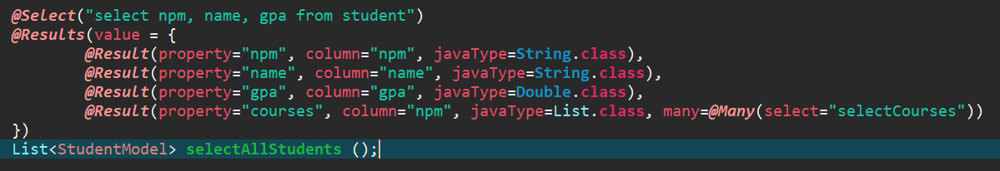 @Select("select npm, name, gpa from student")
@Results(value = {
@Result(property="npm", column="npm", javaType=String.class),
@Result(property="name", column="name", javaType=String.class),
@Result(property="gpa", column="gpa", javaType=Double.class),
@Result(property="courses", column="npm", javaType=List.class, many=@Many(select="selectCourses"))
})
List<StudentModel> selectAllStudents ();